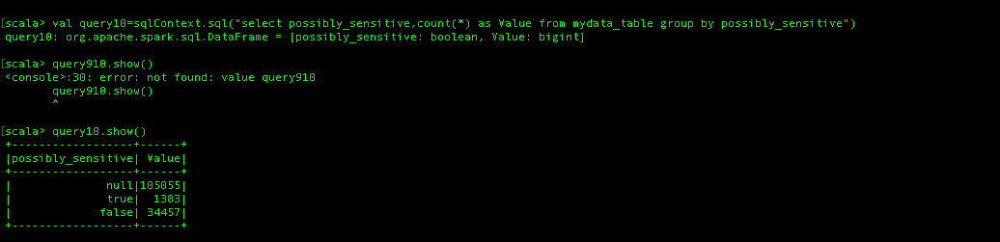 [scala> val query10=sqlContext.sql("select possibly_sensitive,count(*) as Value from mydata_table group by possibly_sensitive")
query10: org.apache.spark.sql.DataFrame = [possibly_sensitive: boolean, Value: bigint]
[scala> query910.show()
<console>:30: error: not found: value query910
       query910.show()
       ^
[scala> query10.show()
+------------------+------+
|possibly_sensitive| Value|
+------------------+------+
|              null|105055|
|              true|  1383|
|             false| 34457|
+------------------+------+